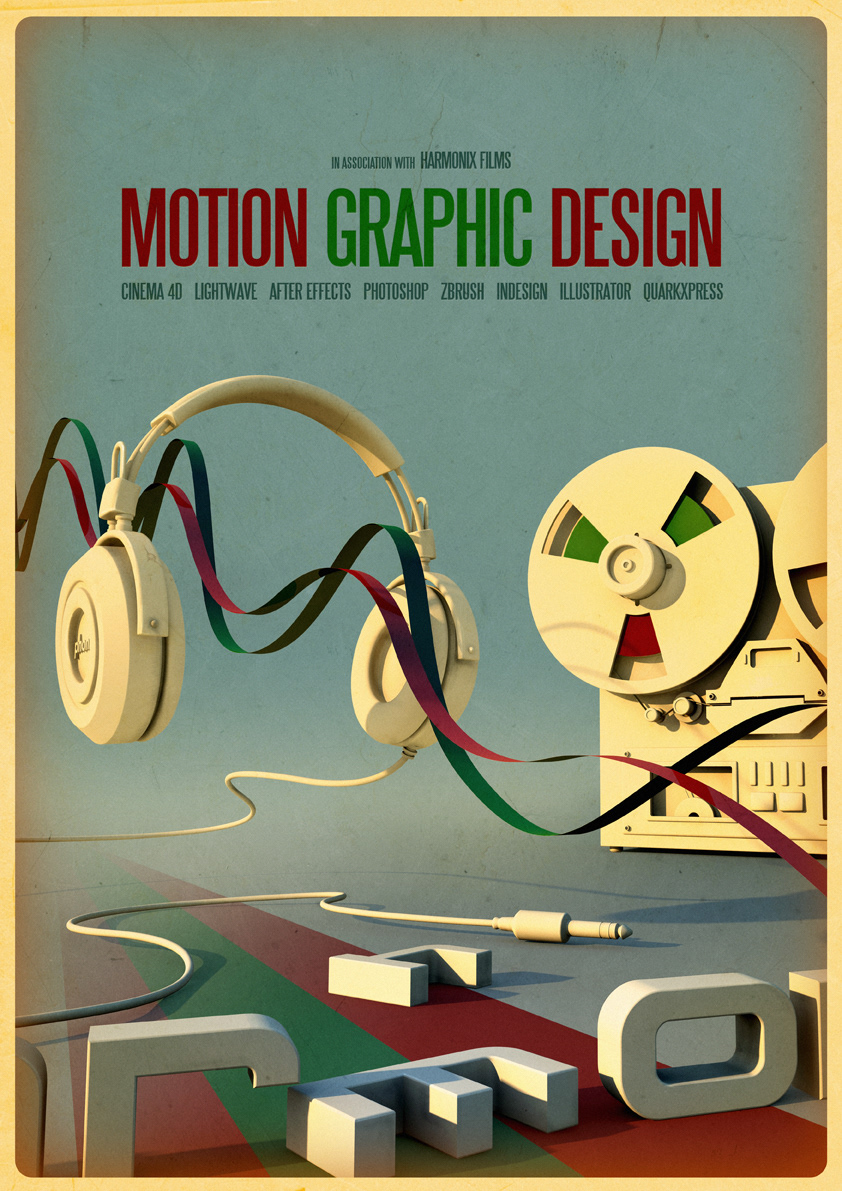 IN ASSOCIATION WITH HARMONIX FILMS
MOTION GRAPHIC DESIGN
CINEMA 4D LIGHTWAVE AFTER EFFECTS PHOTOSHOP ZBRUSH INDESIGN ILLUSTRATOR QUARKXPRESS